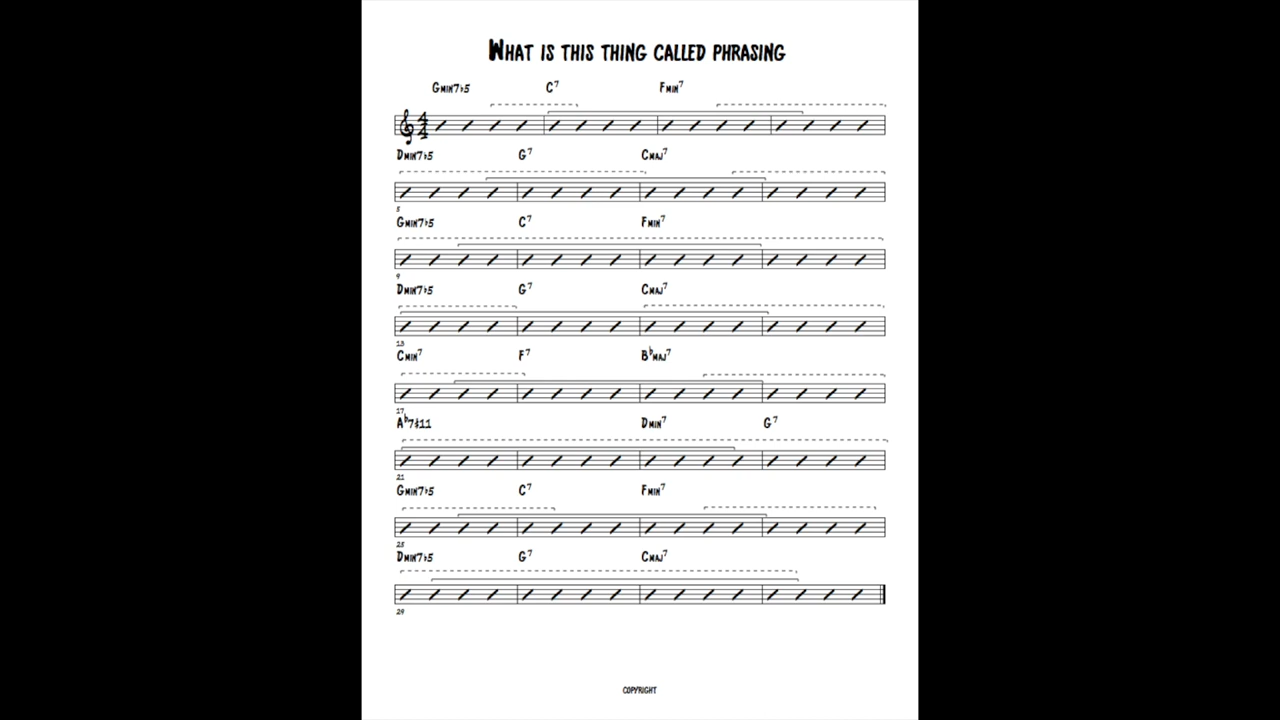 What is this thing called phrasing
Gmin7♭5 C7 Fmin7
4
4
Dmin7♭5 G7 Cmaj7
5
Gmin7♭5 C7 Fmin7
9
Dmin7♭5 G7 Cmaj7
13
Cmin7 F7 B♭maj7
17
A♭7♯11 Dmin7 G7
21
Gmin7♭5 C7 Fmin7
25
Dmin7♭5 G7 Cmaj7
29
COPYRIGHT